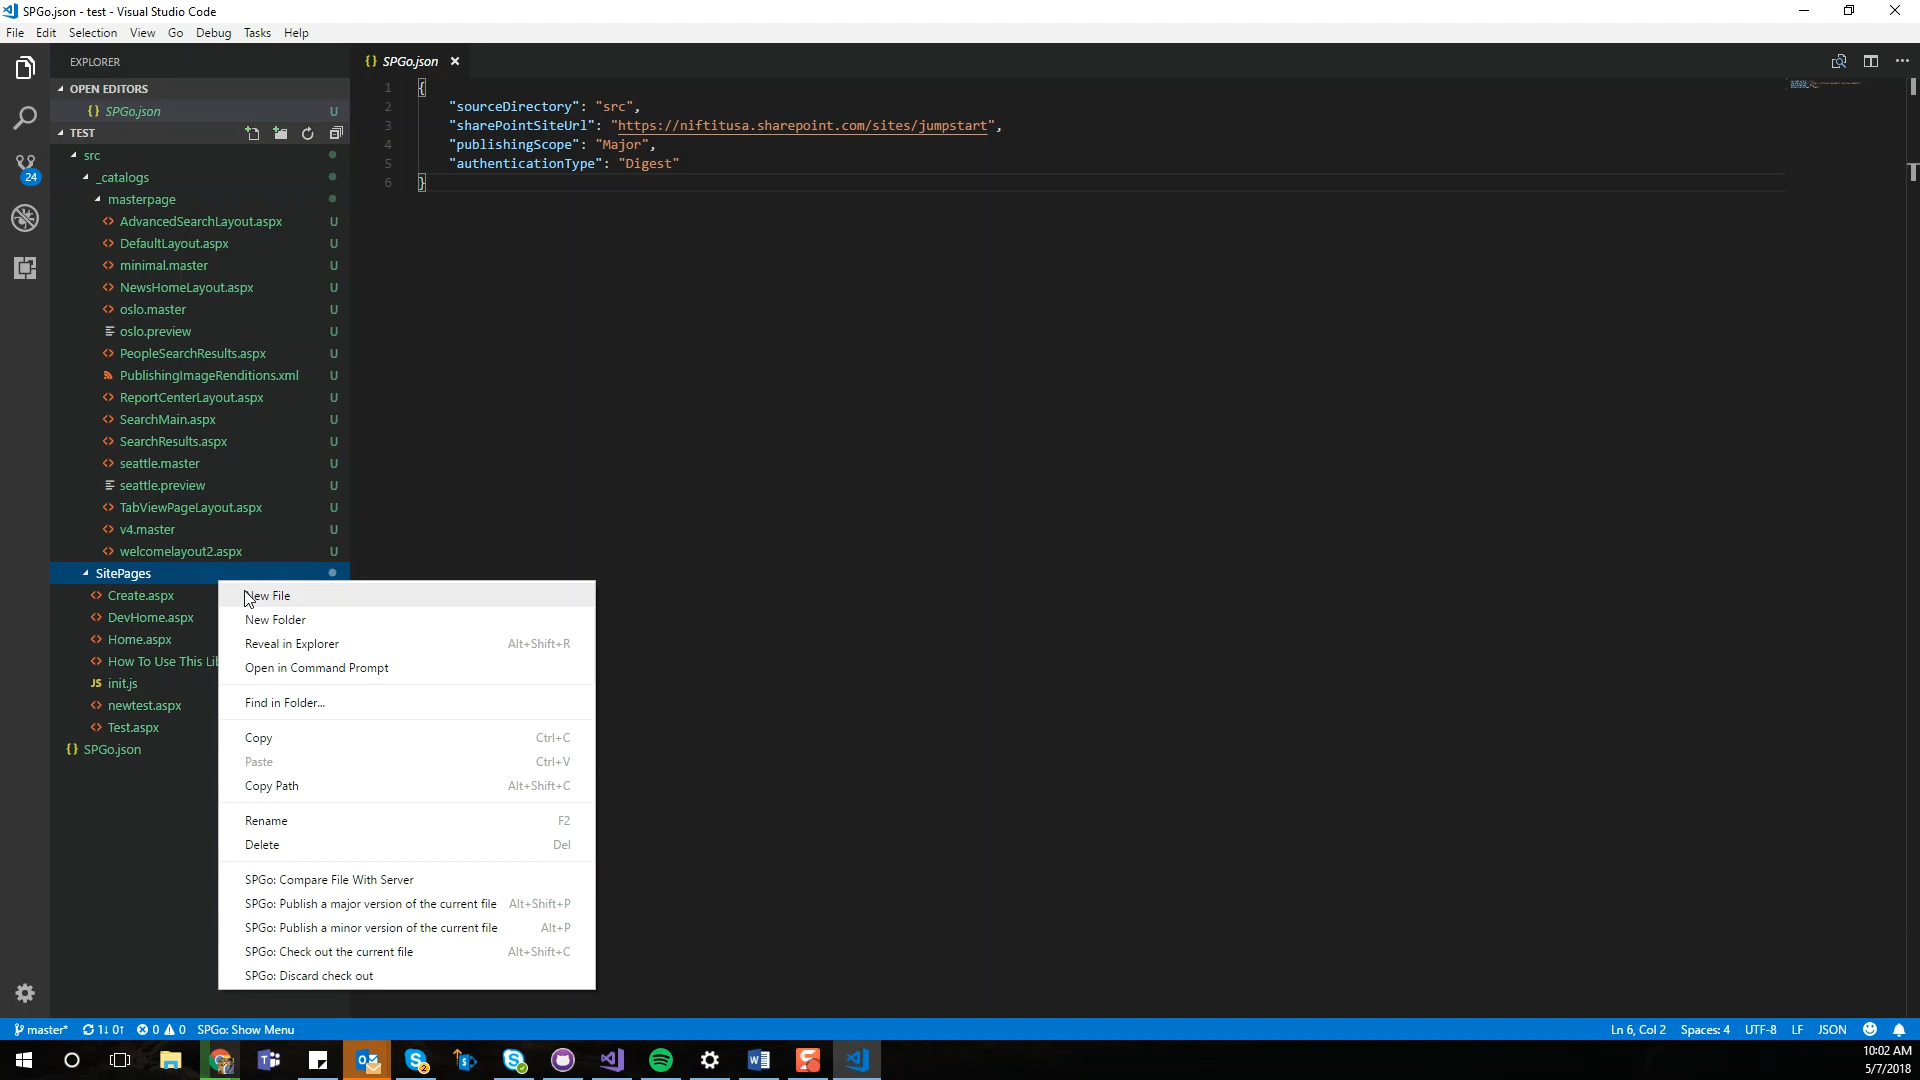 SPGo.json - test - Visual Studio Code
File Edit Selection View Go Debug Tasks Help
EXPLORER
OPEN EDITORS
{} SPGo.json U
TEST
src
_catalogs
masterpage
AdvancedSearchLayout.aspx U
DefaultLayout.aspx U
minimal.master U
NewsHomeLayout.aspx U
oslo.master U
oslo.preview U
PeopleSearchResults.aspx U
PublishingImageRenditions.xml U
ReportCenterLayout.aspx U
SearchMain.aspx U
SearchResults.aspx U
seattle.master U
seattle.preview U
TabViewPageLayout.aspx U
v4.master U
welcomelayout2.aspx U
SitePages
Create.aspx
DevHome.aspx
Home.aspx
How To Use This Li
JS init.js
newtest.aspx
Test.aspx
{} SPGo.json
24
{} SPGo.json
1 {
2 "sourceDirectory": "src",
3 "sharePointSiteUrl": "https://niftitusa.sharepoint.com/sites/jumpstart",
4 "publishingScope": "Major",
5 "authenticationType": "Digest"
6 }
New File
New Folder
Reveal in Explorer Alt+Shift+R
Open in Command Prompt
Find in Folder...
Copy Ctrl+C
Paste Ctrl+V
Copy Path Alt+Shift+C
Rename F2
Delete Del
SPGo: Compare File With Server
SPGo: Publish a major version of the current file Alt+Shift+P
SPGo: Publish a minor version of the current file Alt+P
SPGo: Check out the current file Alt+Shift+C
SPGo: Discard check out
master* 1↓ 0↑ 0 0 SPGo: Show Menu
Ln 6, Col 2 Spaces: 4 UTF-8 LF JSON
10:02 AM
5/7/2018